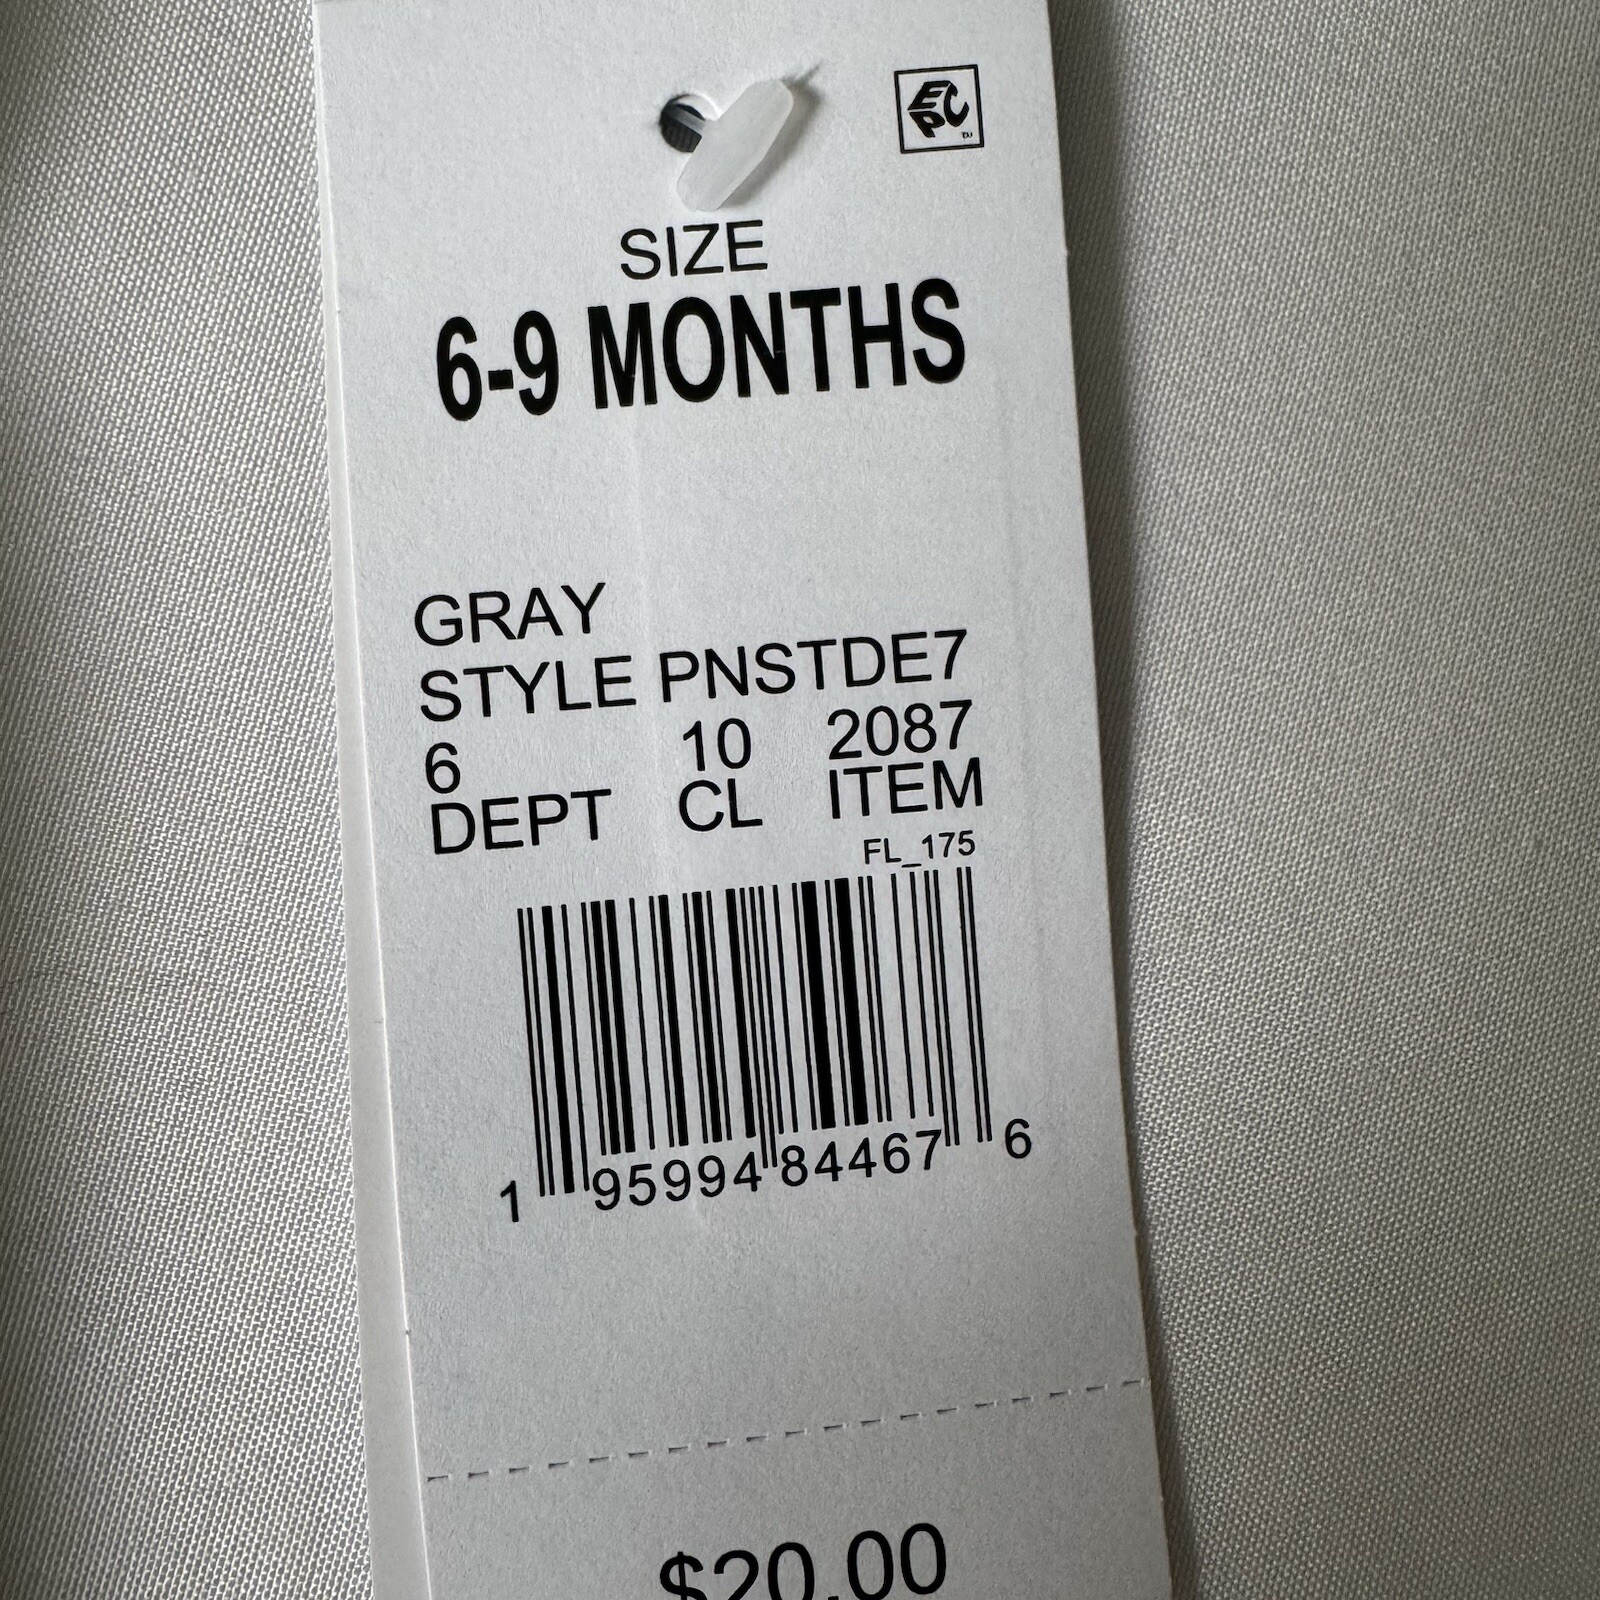 EPC
SIZE
6-9 MONTHS
GRAY
STYLE PNSTDE7
6 10 2087
DEPT CL ITEM
FL_175
1 95994 84467 6
$20.00